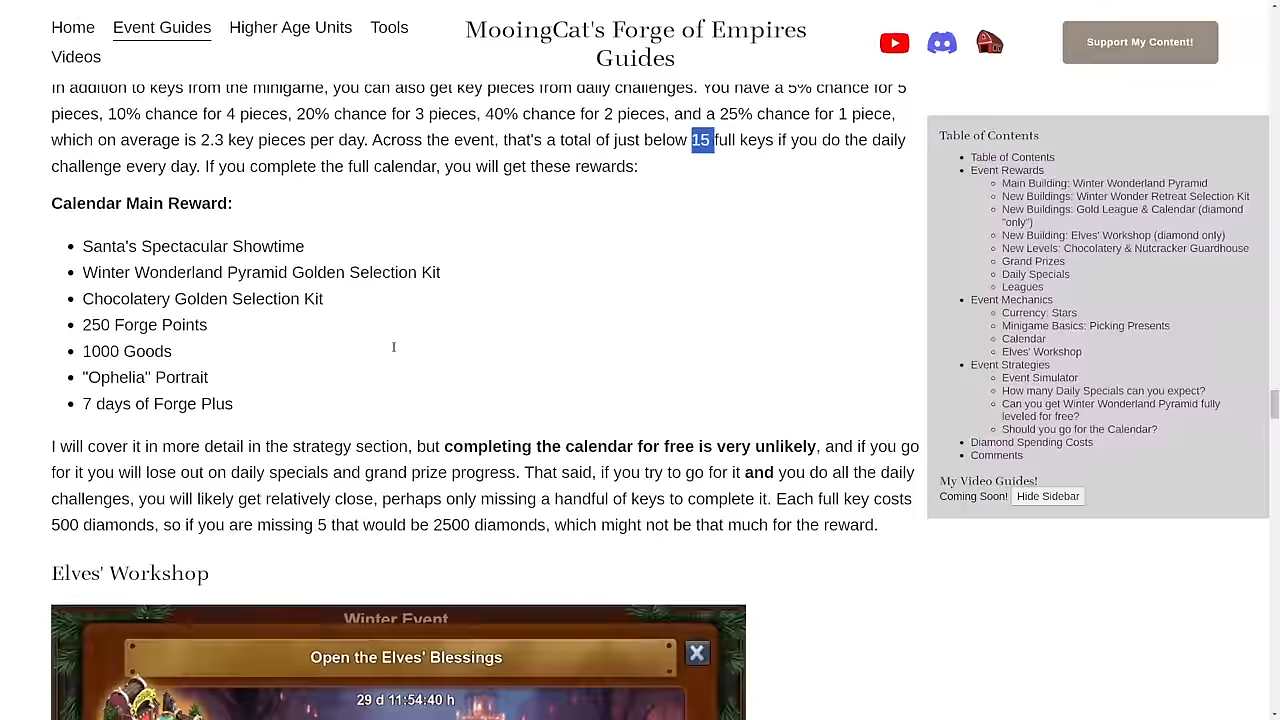 Home Event Guides Higher Age Units Tools
Videos
MooingCat's Forge of Empires
Guides
Support My Content!
In addition to keys from the minigame, you can also get key pieces from daily challenges. You have a 5% chance for 5
pieces, 10% chance for 4 pieces, 20% chance for 3 pieces, 40% chance for 2 pieces, and a 25% chance for 1 piece,
which on average is 2.3 key pieces per day. Across the event, that's a total of just below 15 full keys if you do the daily
challenge every day. If you complete the full calendar, you will get these rewards:
Calendar Main Reward:
Santa's Spectacular Showtime
Winter Wonderland Pyramid Golden Selection Kit
Chocolatery Golden Selection Kit
250 Forge Points
1000 Goods
"Ophelia" Portrait
7 days of Forge Plus
I will cover it in more detail in the strategy section, but completing the calendar for free is very unlikely, and if you go
for it you will lose out on daily specials and grand prize progress. That said, if you try to go for it and you do all the daily
challenges, you will likely get relatively close, perhaps only missing a handful of keys to complete it. Each full key costs
500 diamonds, so if you are missing 5 that would be 2500 diamonds, which might not be that much for the reward.
Elves' Workshop
Winter Event
Open the Elves' Blessings
29 d 11:54:40 h
Table of Contents
Table of Contents
Event Rewards
Main Building: Winter Wonderland Pyramid
New Buildings: Winter Wonder Retreat Selection Kit
New Buildings: Gold League & Calendar (diamond
"only")
New Building: Elves' Workshop (diamond only)
New Levels: Chocolatery & Nutcracker Guardhouse
Grand Prizes
Daily Specials
Leagues
Event Mechanics
Currency: Stars
Minigame Basics: Picking Presents
Calendar
Elves' Workshop
Event Strategies
Event Simulator
How many Daily Specials can you expect?
Can you get Winter Wonderland Pyramid fully
leveled for free?
Should you go for the Calendar?
Diamond Spending Costs
Comments
My Video Guides!
Coming Soon! Hide Sidebar